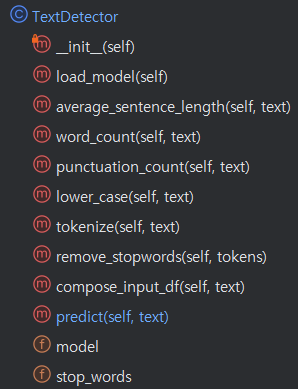 C TextDetector
m __init__(self)
m load_model(self)
m average_sentence_length(self, text)
m word_count(self, text)
m punctuation_count(self, text)
m lower_case(self, text)
m tokenize(self, text)
m remove_stopwords(self, tokens)
m compose_input_df(self, text)
m predict(self, text)
f model
f stop_words